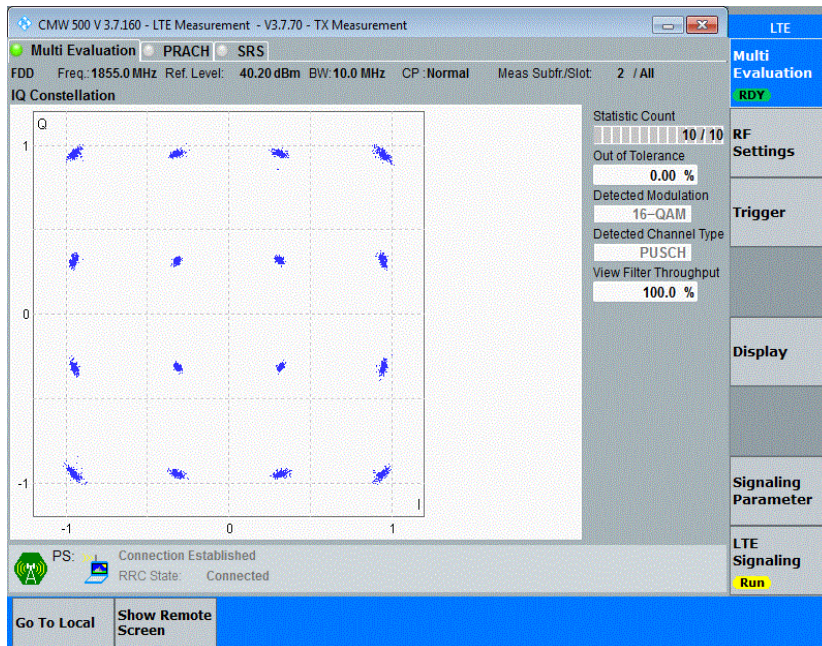 CMW 500 V 3.7.160 - LTE Measurement - V3.7.70 - TX Measurement
LTE
Multi Evaluation PRACH SRS
FDD Freq.: 1855.0 MHz Ref. Level: 40.20 dBm BW: 10.0 MHz CP : Normal Meas Subfr./Slot: 2 / All
IQ Constellation
Q
1
0
-1
-1 0 1
I
Statistic Count
10 / 10
Out of Tolerance
0.00 %
Detected Modulation
16-QAM
Detected Channel Type
PUSCH
View Filter Throughput
100.0 %
Multi
Evaluation
RDY
RF
Settings
Trigger
Display
Signaling
Parameter
LTE
Signaling
Run
PS: Connection Established
RRC State: Connected
Go To Local
Show Remote
Screen